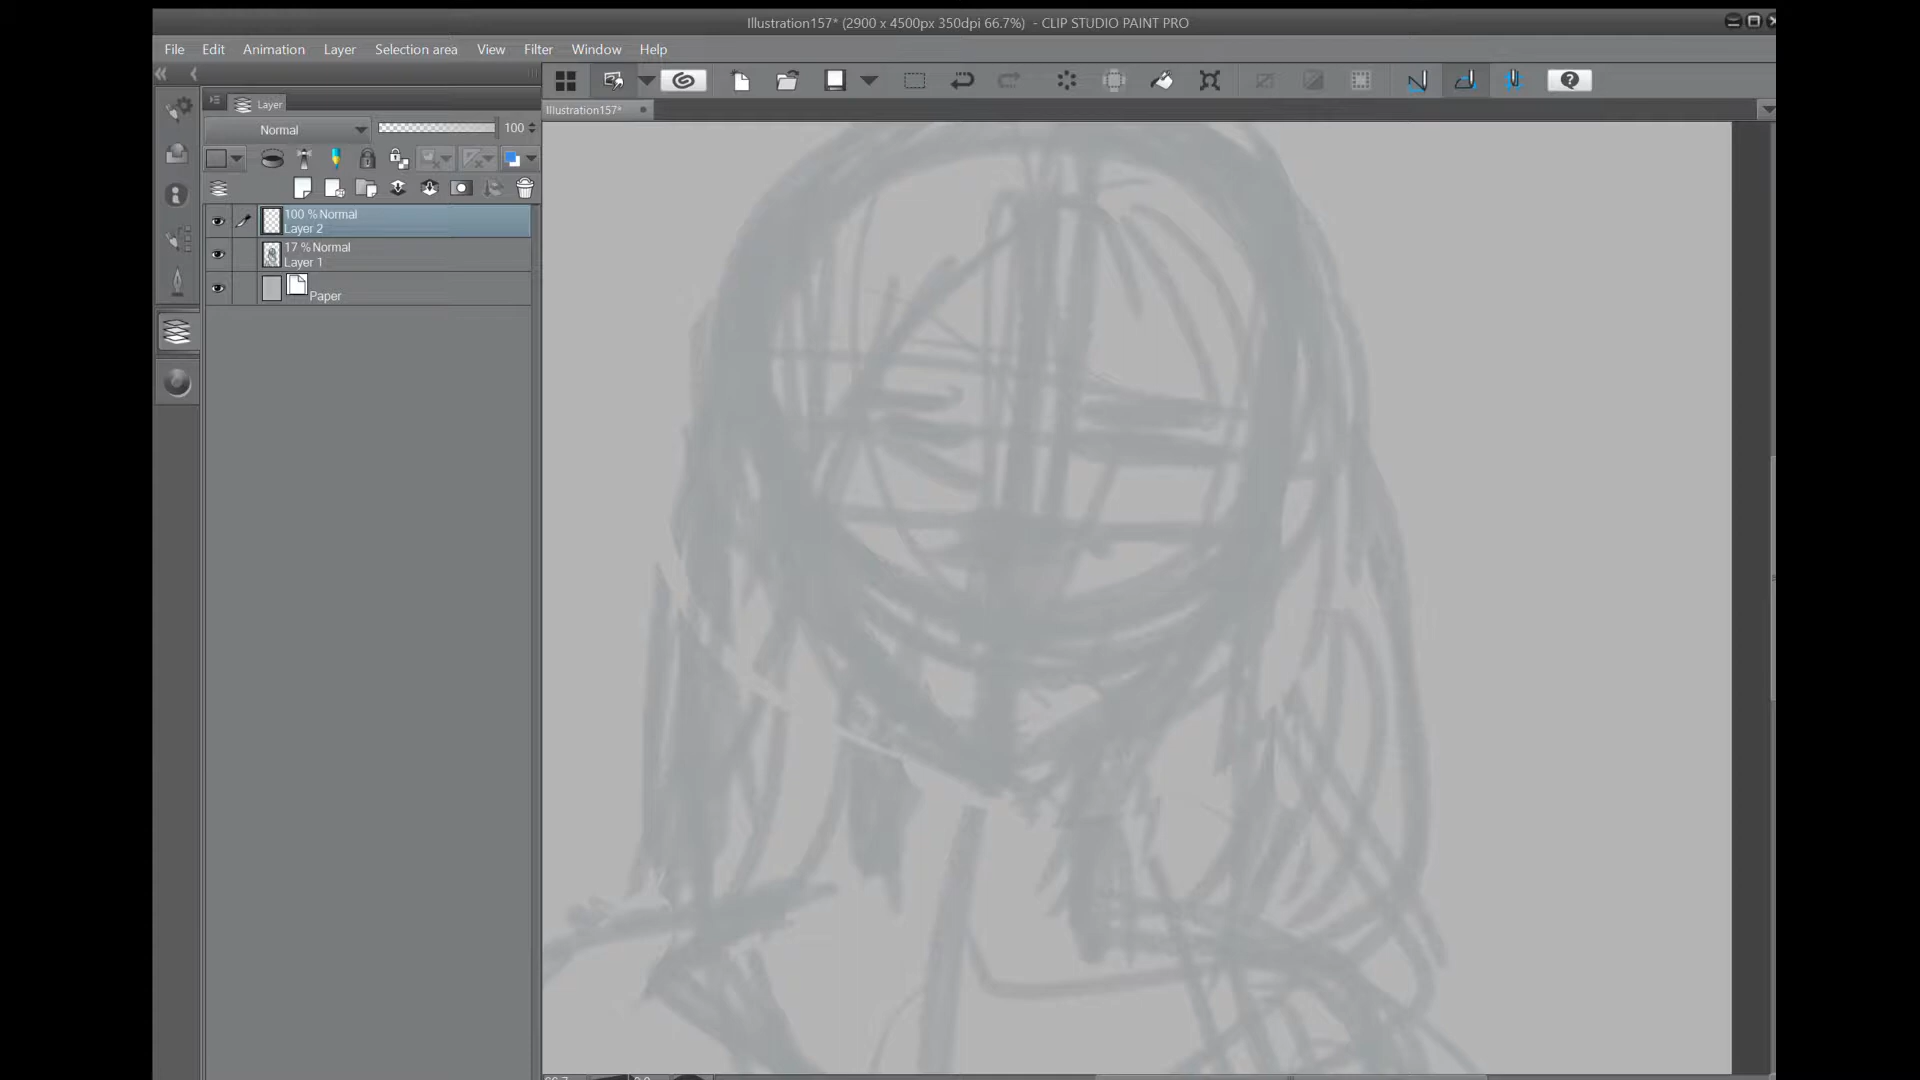 Illustration157* (2900 x 4500px 350dpi 66.7%) - CLIP STUDIO PAINT PRO
File Edit Animation Layer Selection area View Filter Window Help
Layer
Illustration157*
Normal 100
100 % Normal
Layer 2
17 % Normal
Layer 1
Paper